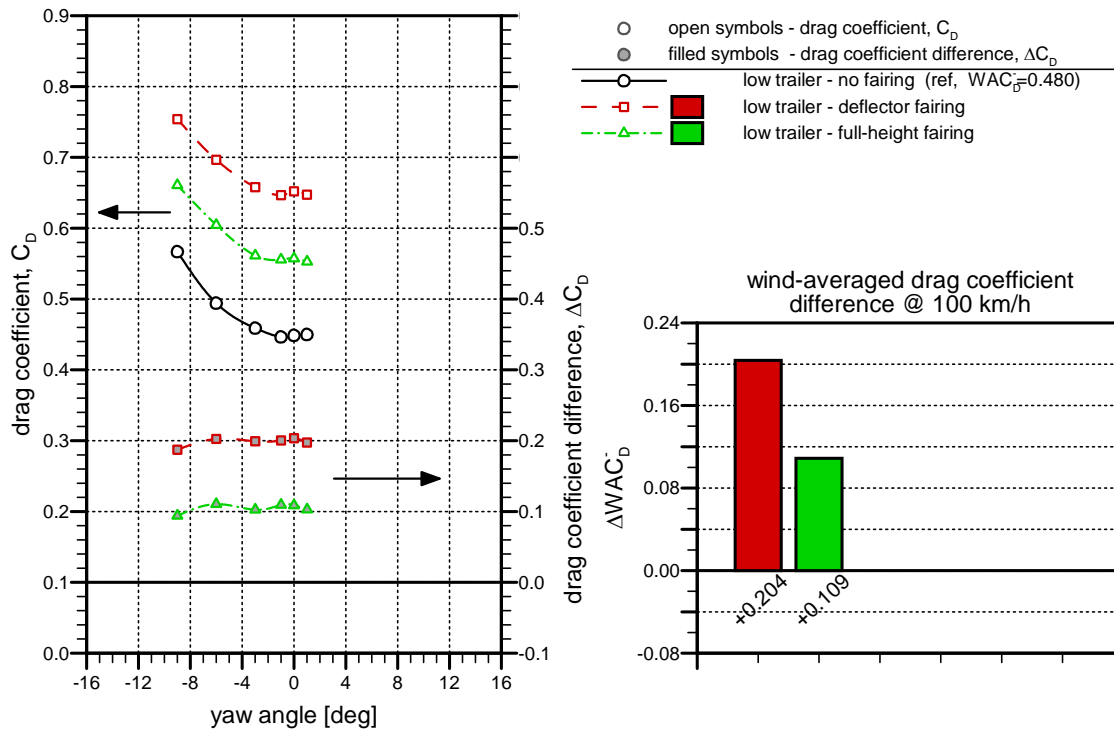 open symbols - drag coefficient, C_D
filled symbols - drag coefficient difference, ΔC_D
low trailer - no fairing (ref, WAC_D̄=0.480)
low trailer - deflector fairing
low trailer - full-height fairing
0.9
0.8
0.7
0.6
0.5
0.4
0.3
0.2
0.1
0.0
drag coefficient, C_D
-16 -12 -8 -4 0 4 8 12 16
yaw angle [deg]
0.5
0.4
0.3
0.2
0.1
0.0
-0.1
drag coefficient difference, ΔC_D
wind-averaged drag coefficient
difference @ 100 km/h
0.24
0.16
0.08
0.00
-0.08
ΔWAC_D̄
+0.204
+0.109